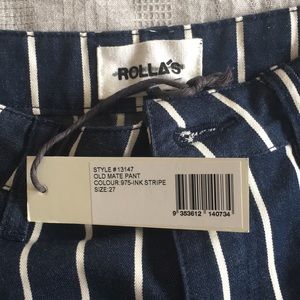 ROLLA'S
STYLE # 13147
OLD MATE PANT
COLOUR:975-INK STRIPE
SIZE:27
9 353612 140734